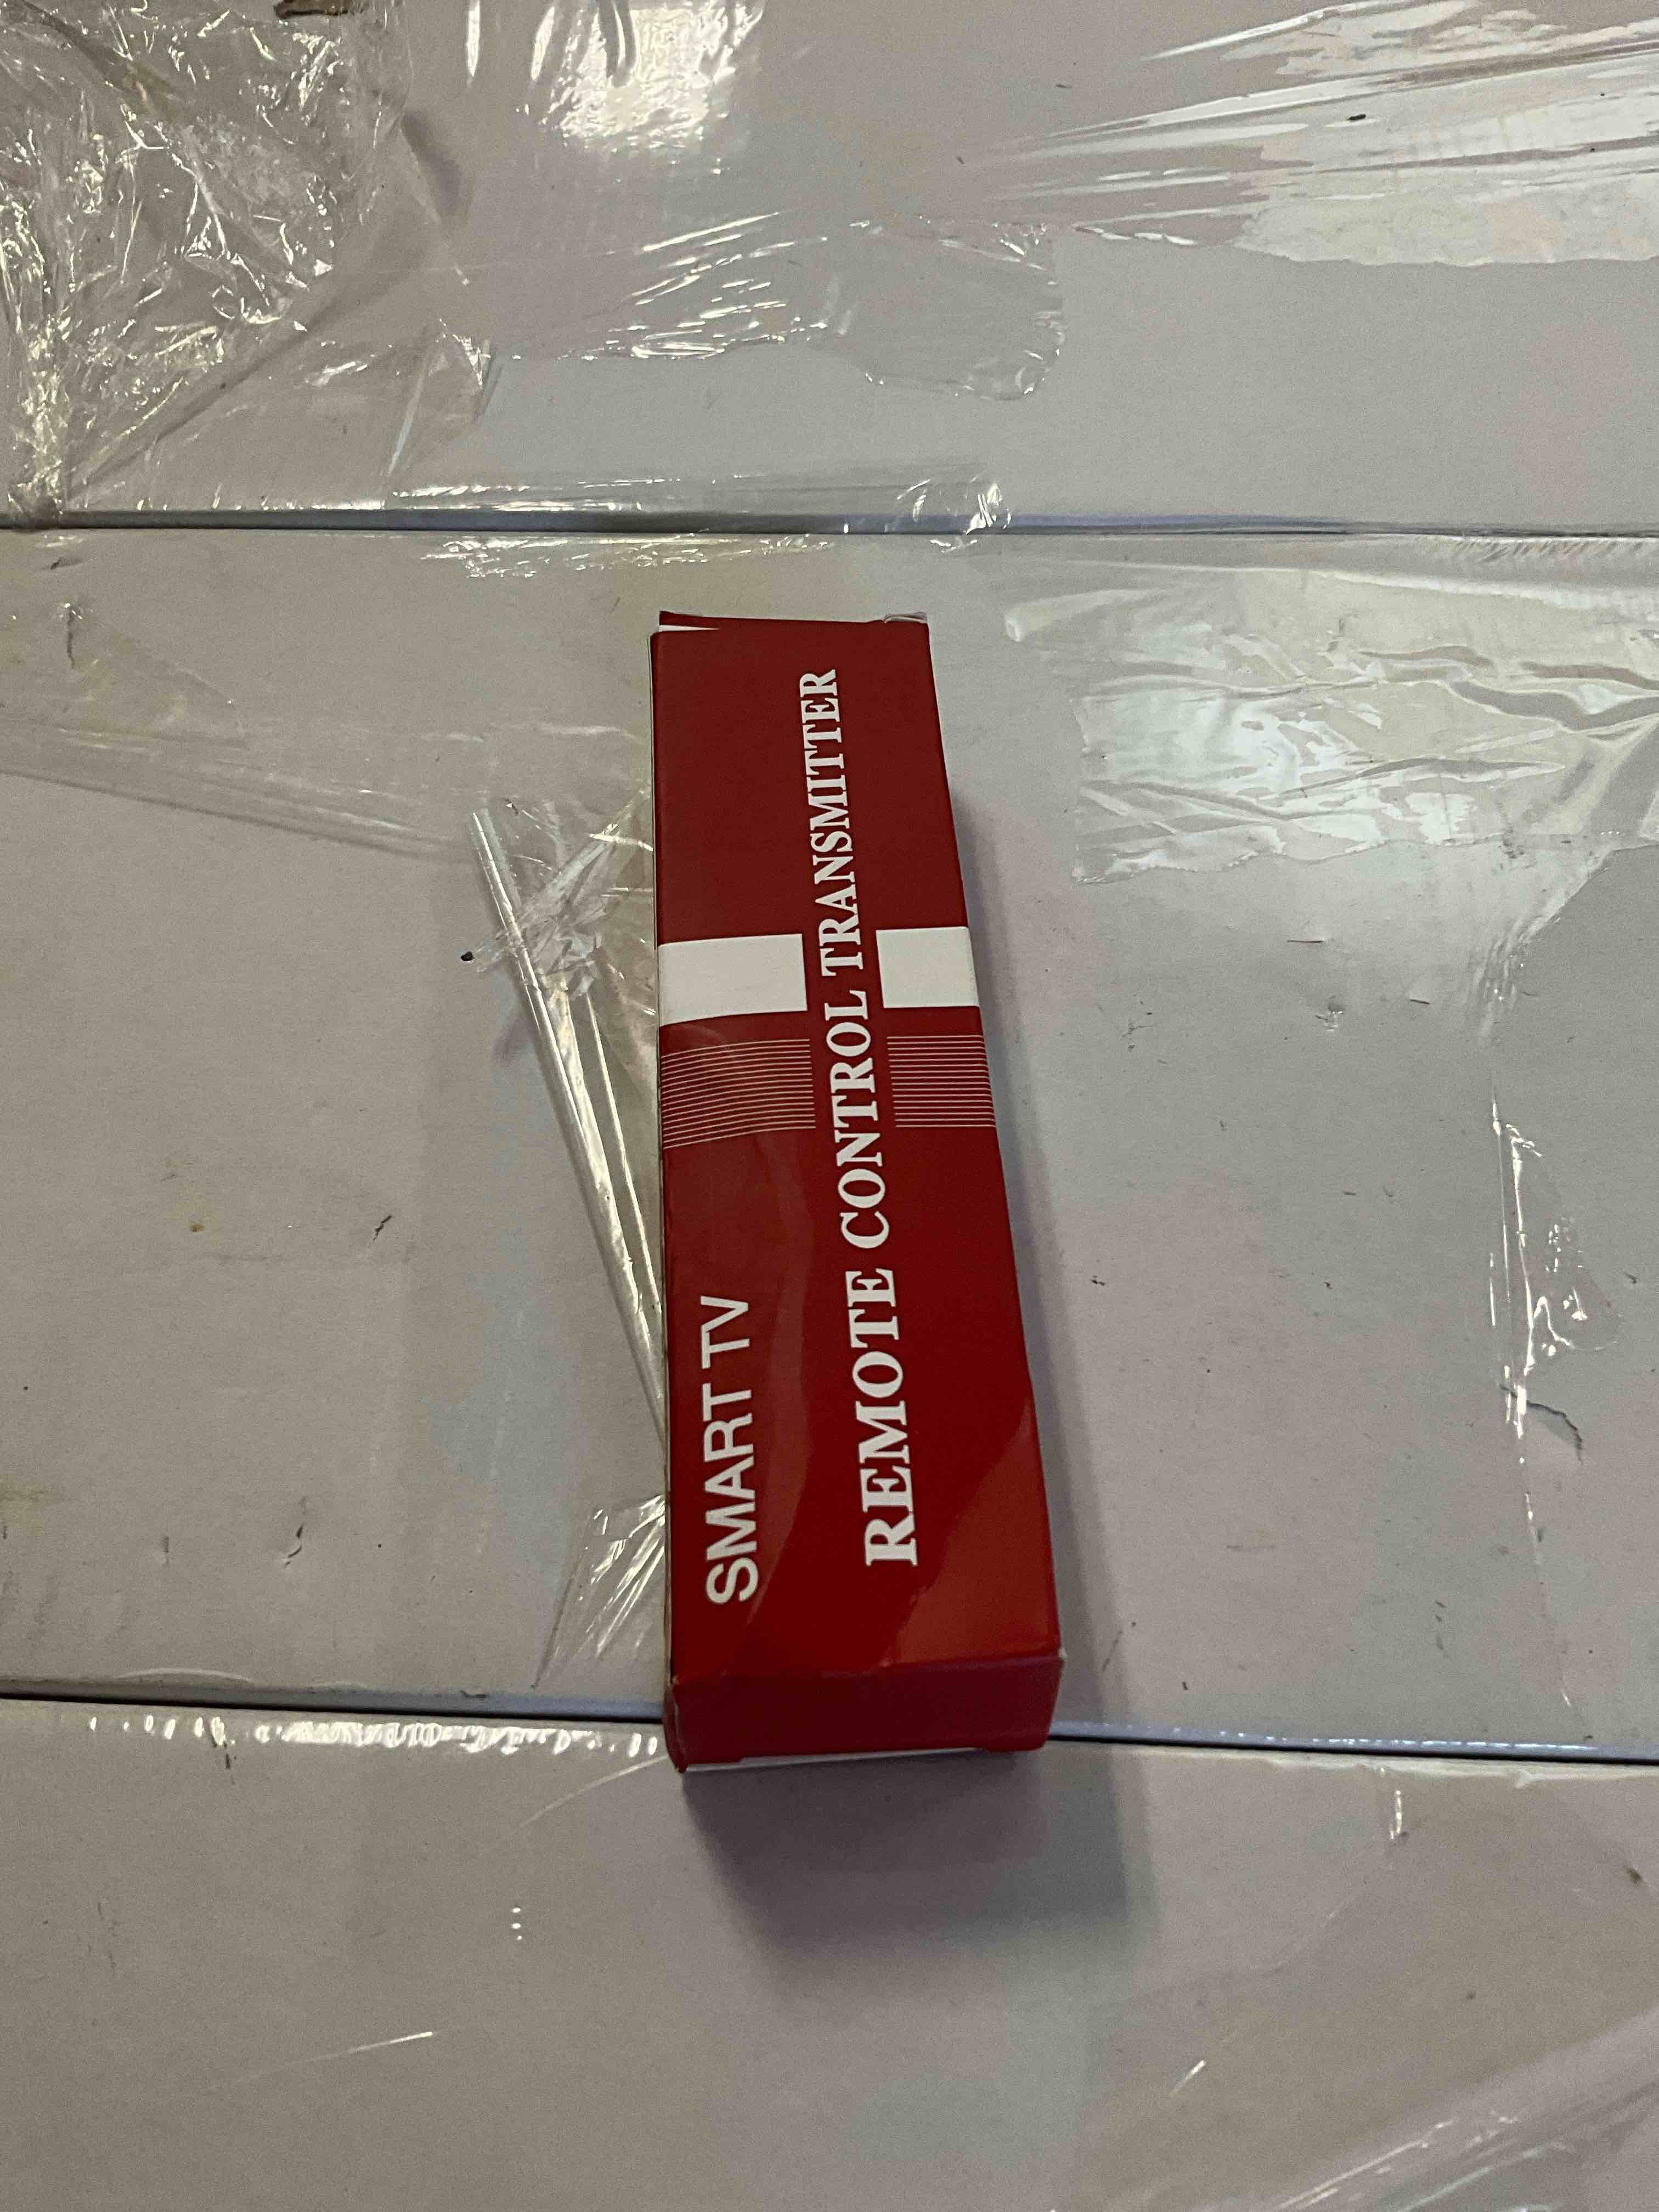 SMART TV
REMOTE CONTROL TRANSMITTER